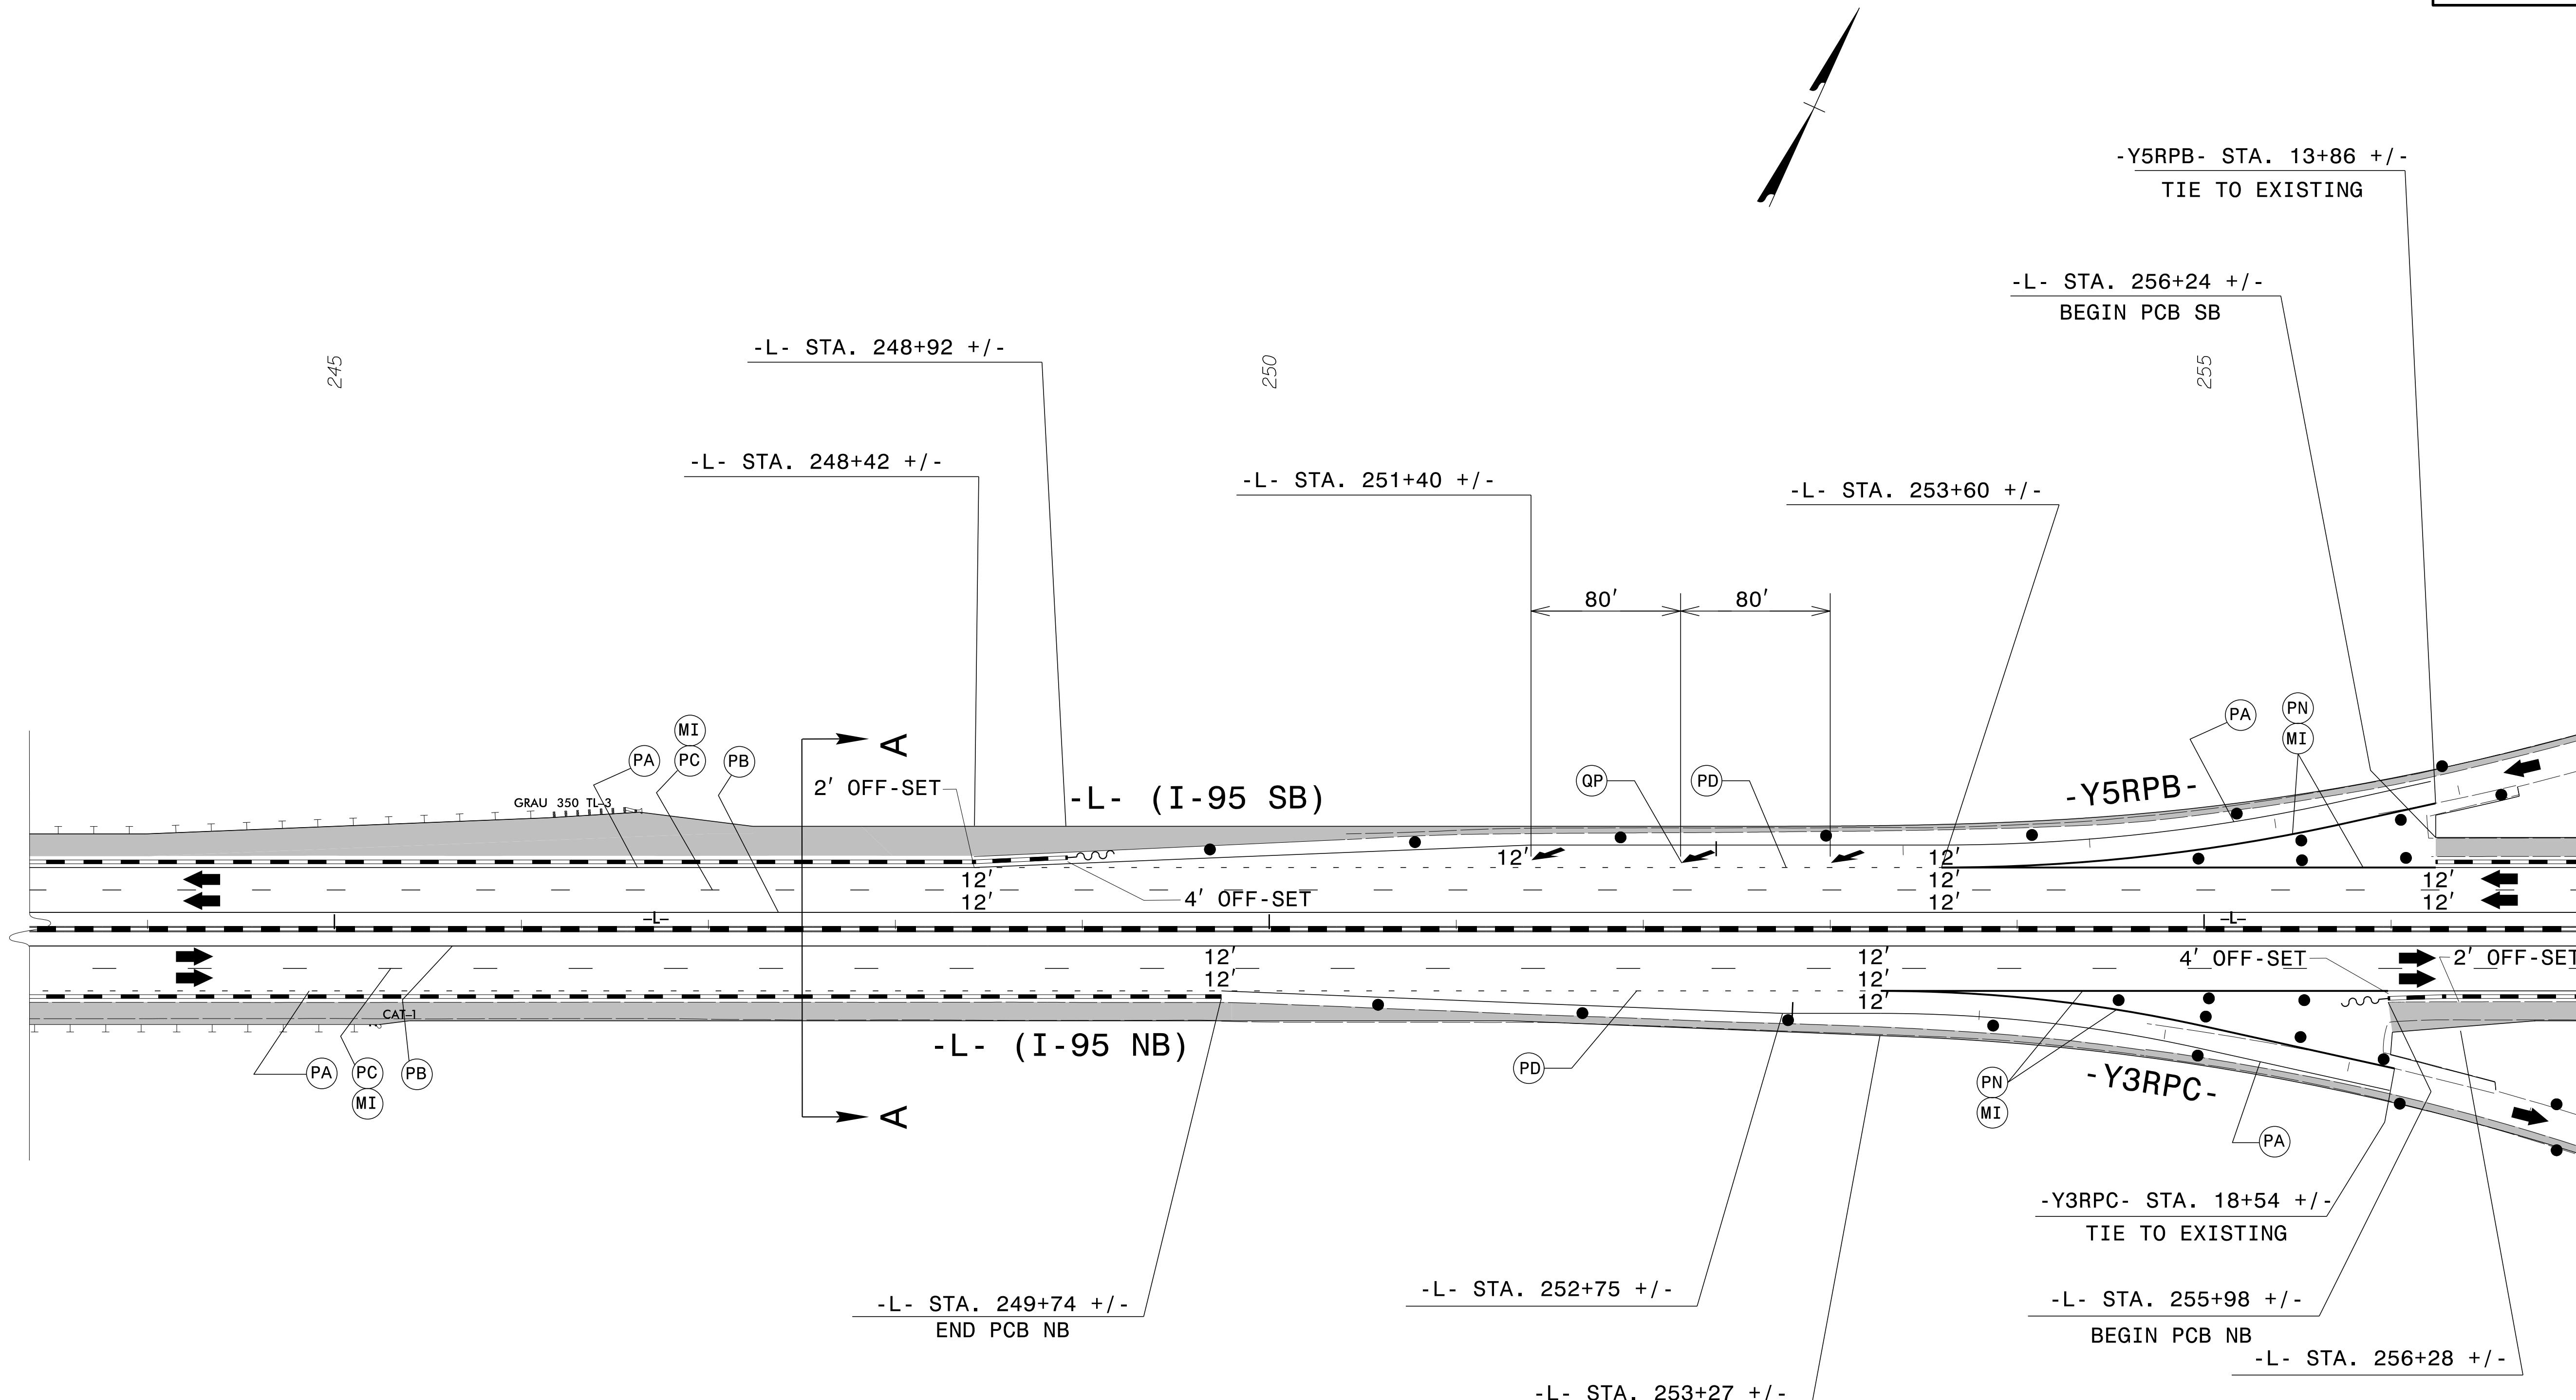 -Y5RPB- STA. 13+86 +/-
TIE TO EXISTING
-L- STA. 256+24 +/-
BEGIN PCB SB
-L- STA. 248+92 +/-
245
250
255
-L- STA. 248+42 +/-
-L- STA. 251+40 +/-
-L- STA. 253+60 +/-
80'
80'
MI
PA
PC
PB
A
2' OFF-SET
-L- (I-95 SB)
QP
PD
-Y5RPB-
PA
PN
MI
GRAU 350 TL-3
12'
12'
12'
12'
4' OFF-SET
12'
12'
12'
12'
-L-
-L-
12'
12'
12'
12'
12'
4' OFF-SET
2' OFF-SET
CAT-1
-L- (I-95 NB)
PA
PC
MI
PB
A
PD
PN
MI
-Y3RPC-
PA
-Y3RPC- STA. 18+54 +/-
TIE TO EXISTING
-L- STA. 249+74 +/-
END PCB NB
-L- STA. 252+75 +/-
-L- STA. 255+98 +/-
BEGIN PCB NB
-L- STA. 256+28 +/-
-L- STA. 253+27 +/-